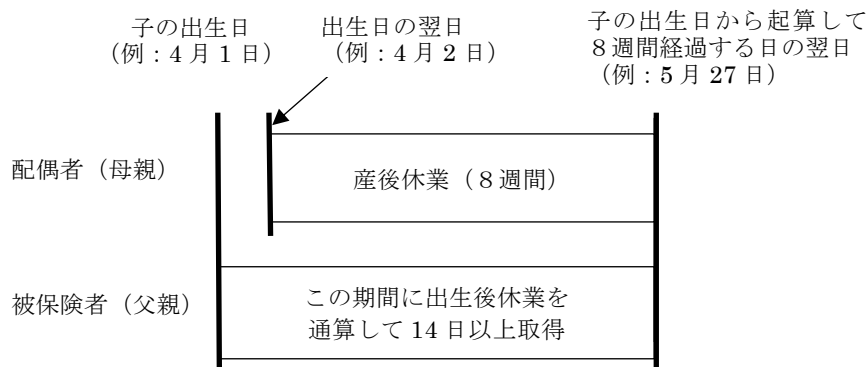 子の出生日
（例：4月1日）
出生日の翌日
（例：4月2日）
子の出生日から起算して
８週間経過する日の翌日
（例：5月27日）
配偶者（母親）
産後休業（８週間）
被保険者（父親）
この期間に出生後休業を
通算して14日以上取得